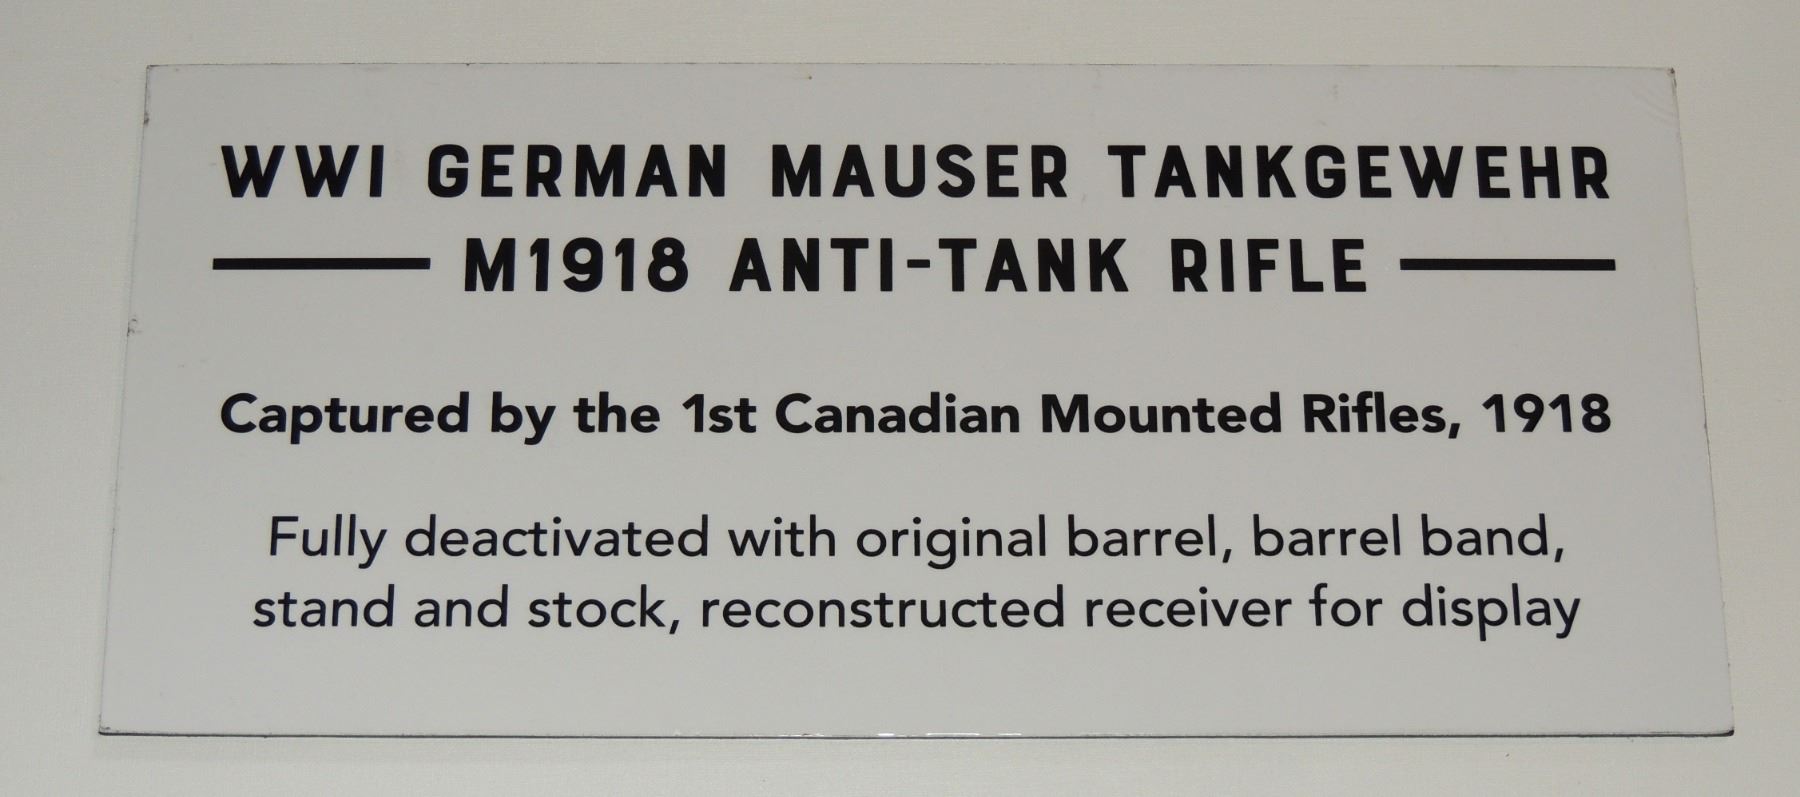 WWI GERMAN MAUSER TANKGEWEHR
M1918 ANTI-TANK RIFLE
Captured by the 1st Canadian Mounted Rifles, 1918
Fully deactivated with original barrel, barrel band,
stand and stock, reconstructed receiver for display